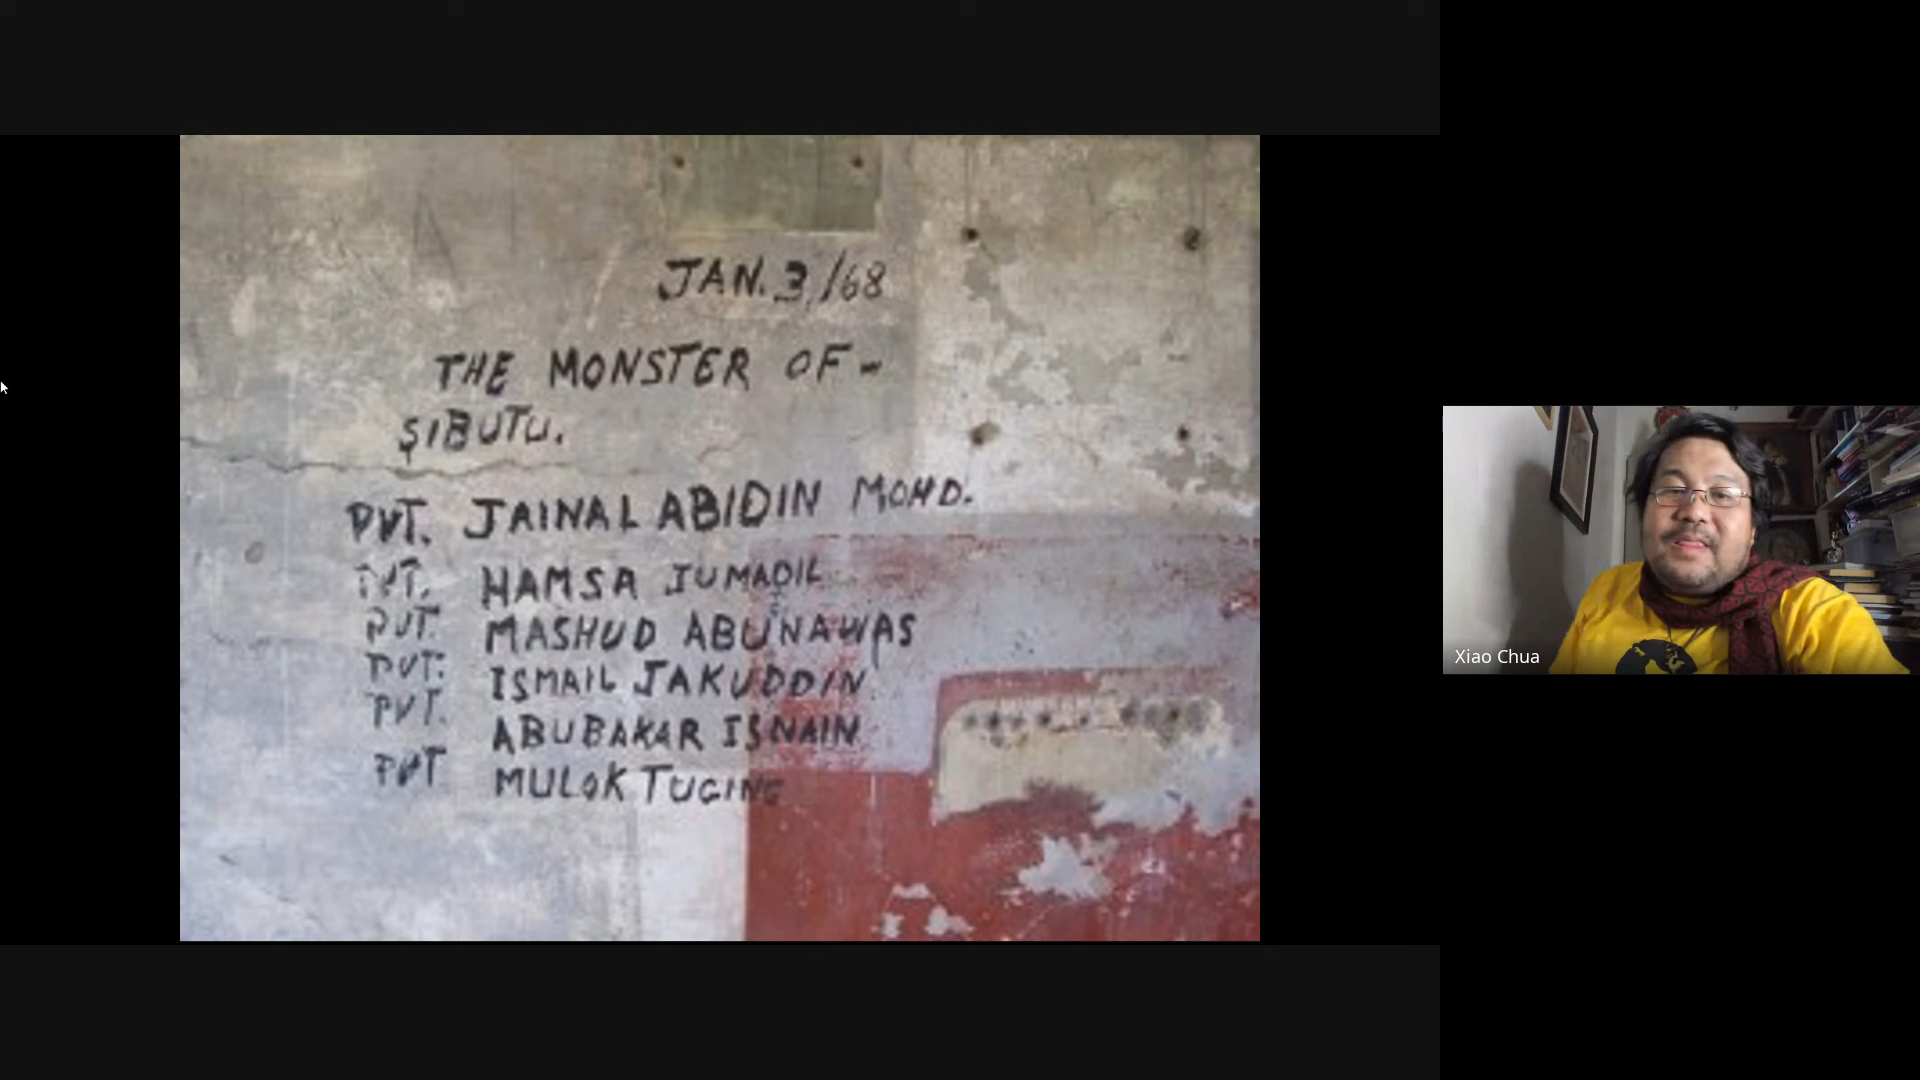 JAN. 3/68
THE MONSTER OF-
SIBUTU.
PVT. JAINAL ABIDIN MOHD.
PVT. HAMSA JUMADIL
PVT. MASHUD ABUNAWAS
PVT. ISMAIL JAKUDDIN
PVT. ABUBAKAR ISNAIN
PVT MULOK
Xiao Chua